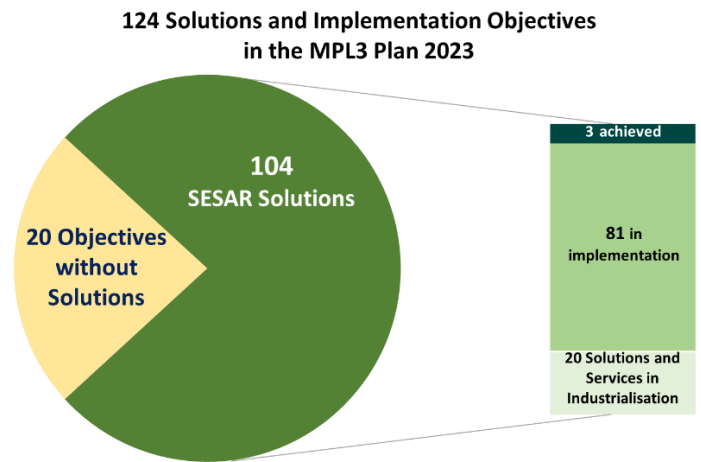 124 Solutions and Implementation Objectives
in the MPL3 Plan 2023
104
SESAR Solutions
20 Objectives
without
Solutions
3 achieved
81 in
implementation
20 Solutions and
Services in
Industrialisation